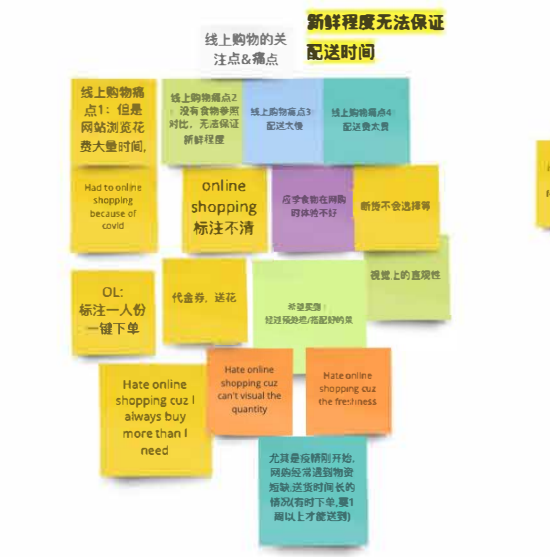 线上购物的关
注点&痛点
新鲜程度无法保证
配送时间
线上购物痛
点1：但是
网站浏览花
费大量时间,
线上购物痛点2
：没有食物参照
对比，无法保证
新鲜程度
线上购物痛点3
配送太慢
线上购物痛点4
配送费太贵
Had to online
shopping
because of
covid
online
shopping
标注不清
应季食物在网购
时体验不好
断货不会选择等
OL:
标注一人份
一键下单
代金券，送花
希望买到：
经过预处理/搭配好的菜
视觉上的直观性
Hate online
shopping cuz I
always buy
more than I
need
Hate online
shopping cuz
can't visual the
quantity
Hate online
shopping cuz
the freshness
尤其是疫情刚开始,
网购经常遇到物资
短缺,送货时间长的
情况(有时下单,要1
周以上才能送到)